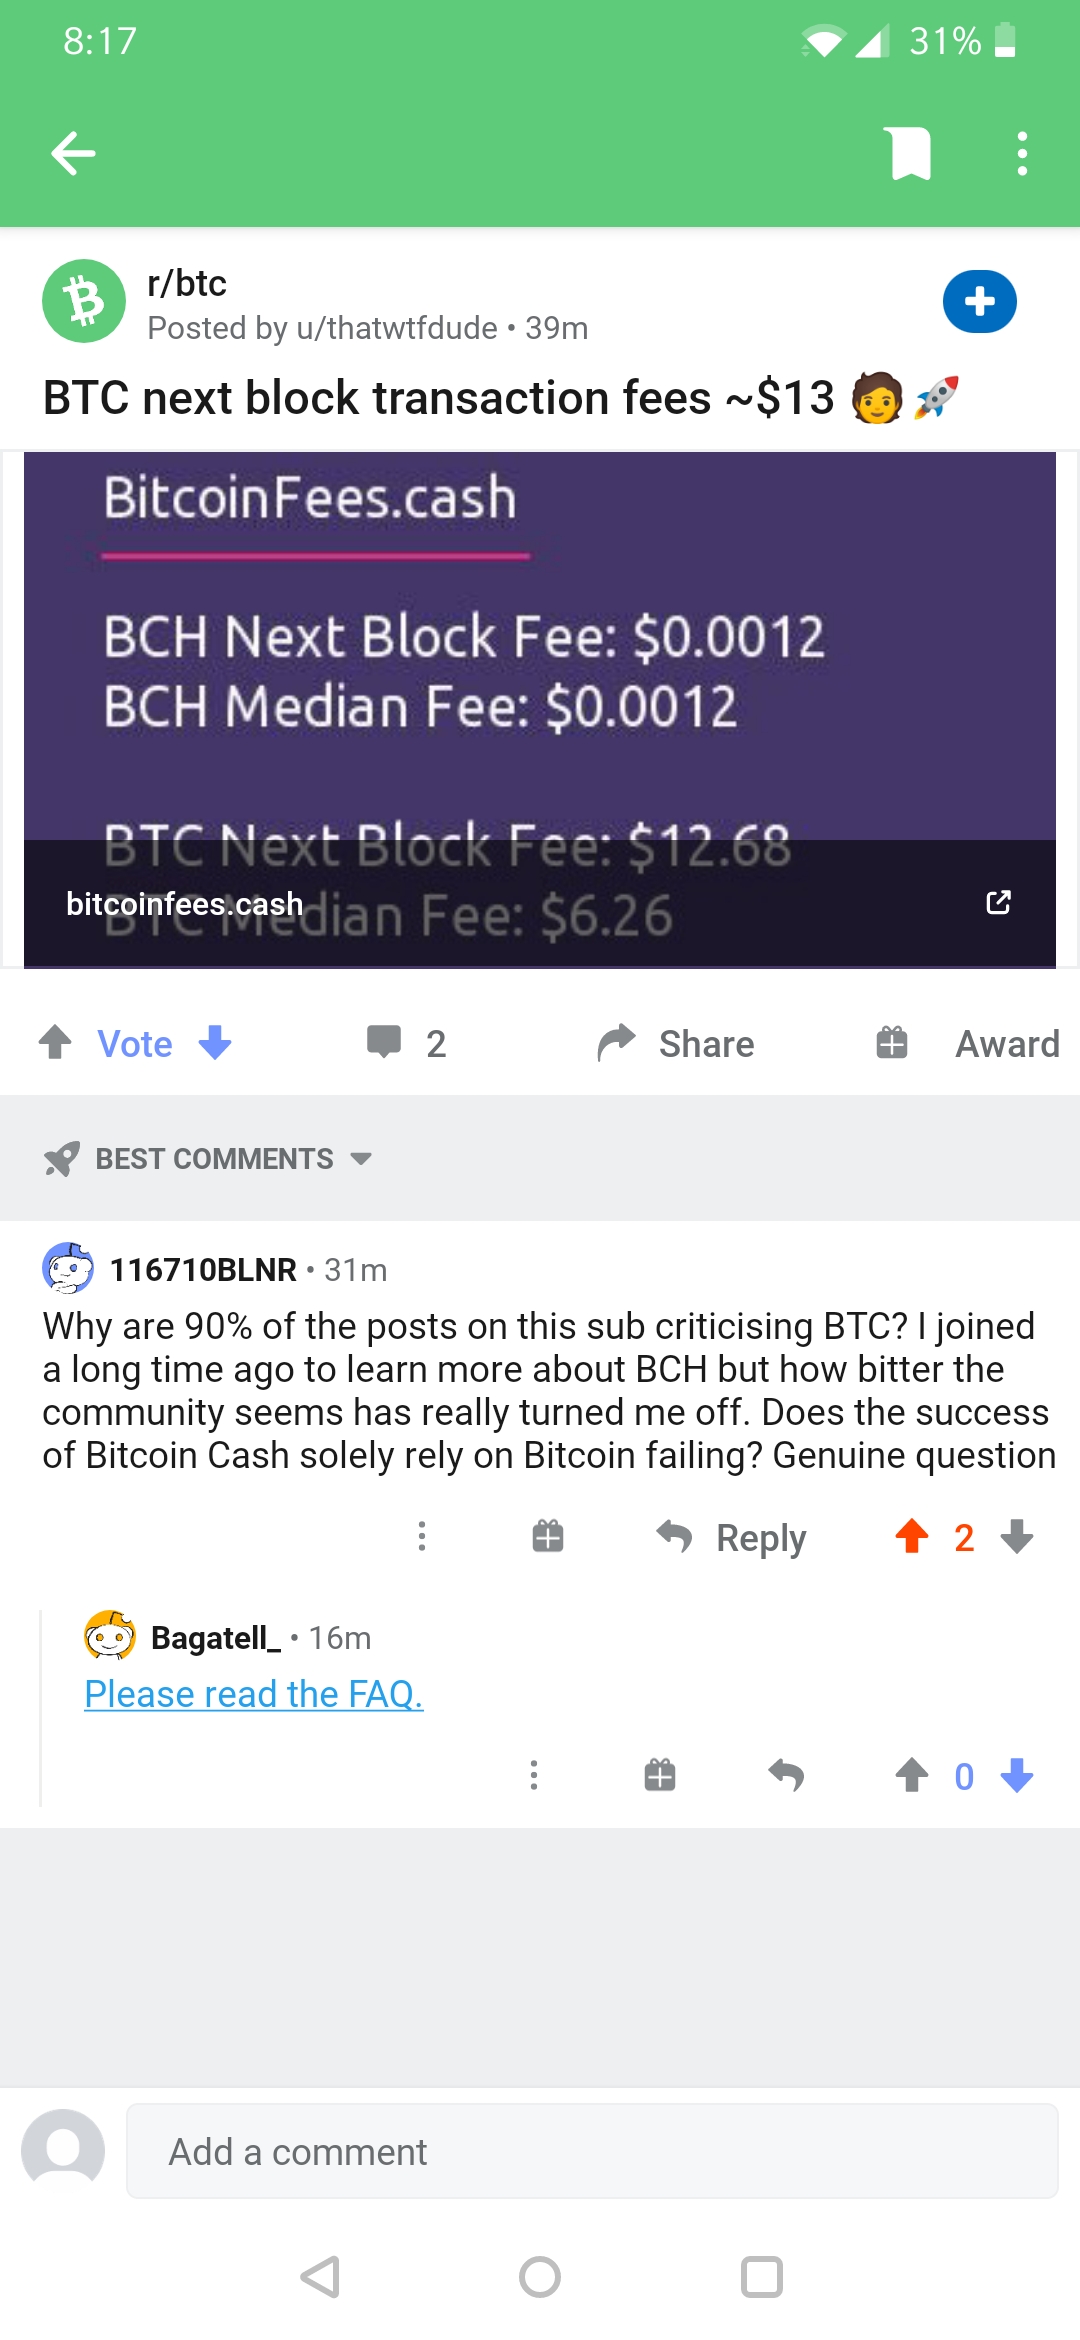 8:17
31%
r/btc
Posted by u/thatwtfdude • 39m
BTC next block transaction fees ~$13 🧑🚀
BitcoinFees.cash
BCH Next Block Fee: $0.0012
BCH Median Fee: $0.0012
BTC Next Block Fee: $12.68
BTC Median Fee: $6.26
bitcoinfees.cash
Vote
2
Share
Award
BEST COMMENTS
116710BLNR • 31m
Why are 90% of the posts on this sub criticising BTC? I joined
a long time ago to learn more about BCH but how bitter the
community seems has really turned me off. Does the success
of Bitcoin Cash solely rely on Bitcoin failing? Genuine question
Reply
2
Bagatell_ • 16m
Please read the FAQ.
0
Add a comment